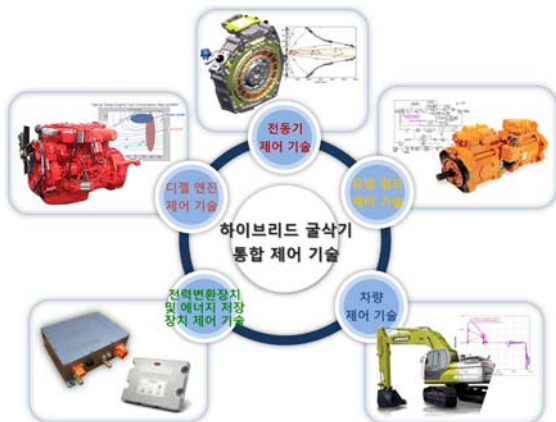 전동기
제어 기술
디젤 엔진
제어 기술
유압 펌프
제어 기술
하이브리드 굴삭기
통합 제어 기술
전력변환장치
및 에너지 저장
장치 제어 기술
차량
제어 기술